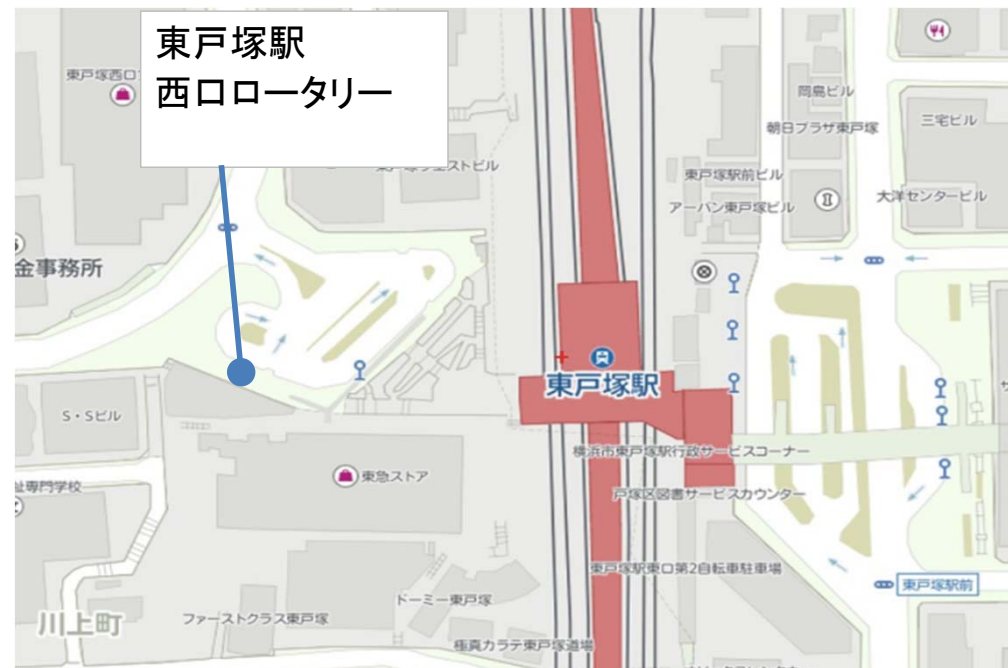 東戸塚駅
西口ロータリー
東戸塚西口
岡島ビル
朝日プラザ東戸塚
三宅ビル
東戸塚駅前ビル
アーバン東戸塚ビル
大洋センタービル
金事務所
東戸塚駅
S・Sビル
横浜市東戸塚駅行政サービスコーナー
東急ストア
戸塚区図書サービスカウンター
祉専門学校
東戸塚駅東口第2自転車駐車場
東戸塚駅前
ドーミー東戸塚
川上町
ファーストクラス東戸塚
極真カラテ東戸塚道場